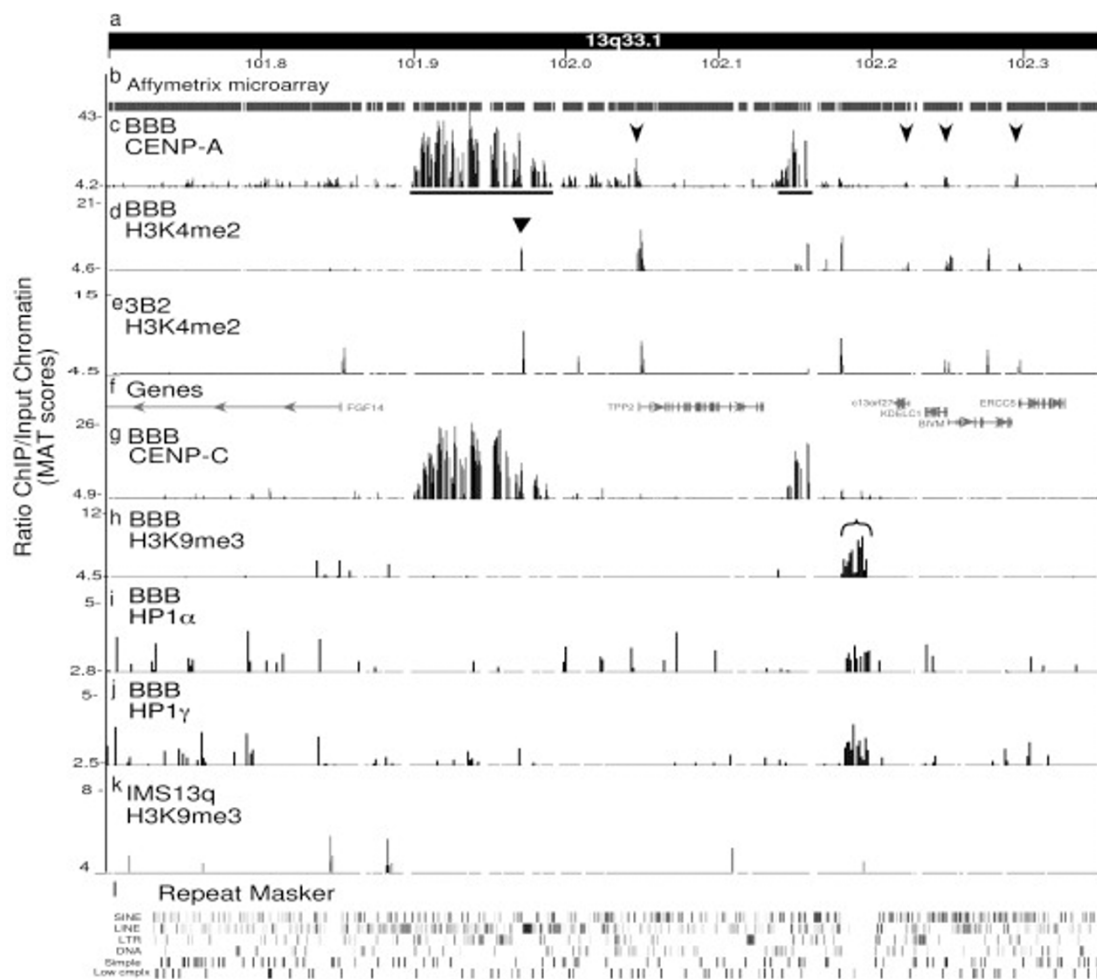 a
13q33.1
101.8 101.9 102.0 102.1 102.2 102.3
b Affymetrix microarray
43-
c BBB
CENP-A
4.2
21-
d BBB
H3K4me2
4.6-
15
e 3B2
H3K4me2
4.5
f Genes
FGF14 TPP2 c13orf27 KDELC1 BIVM ERCC5
26-
g BBB
CENP-C
4.9-
12
h BBB
H3K9me3
4.5
5-
i BBB
HP1α
2.8-
5-
j BBB
HP1γ
2.5
8 -
k IMS13q
H3K9me3
4
l Repeat Masker
SINE
LINE
LTR
DNA
Simple
Low cmplx
Ratio ChIP/Input Chromatin
(MAT scores)